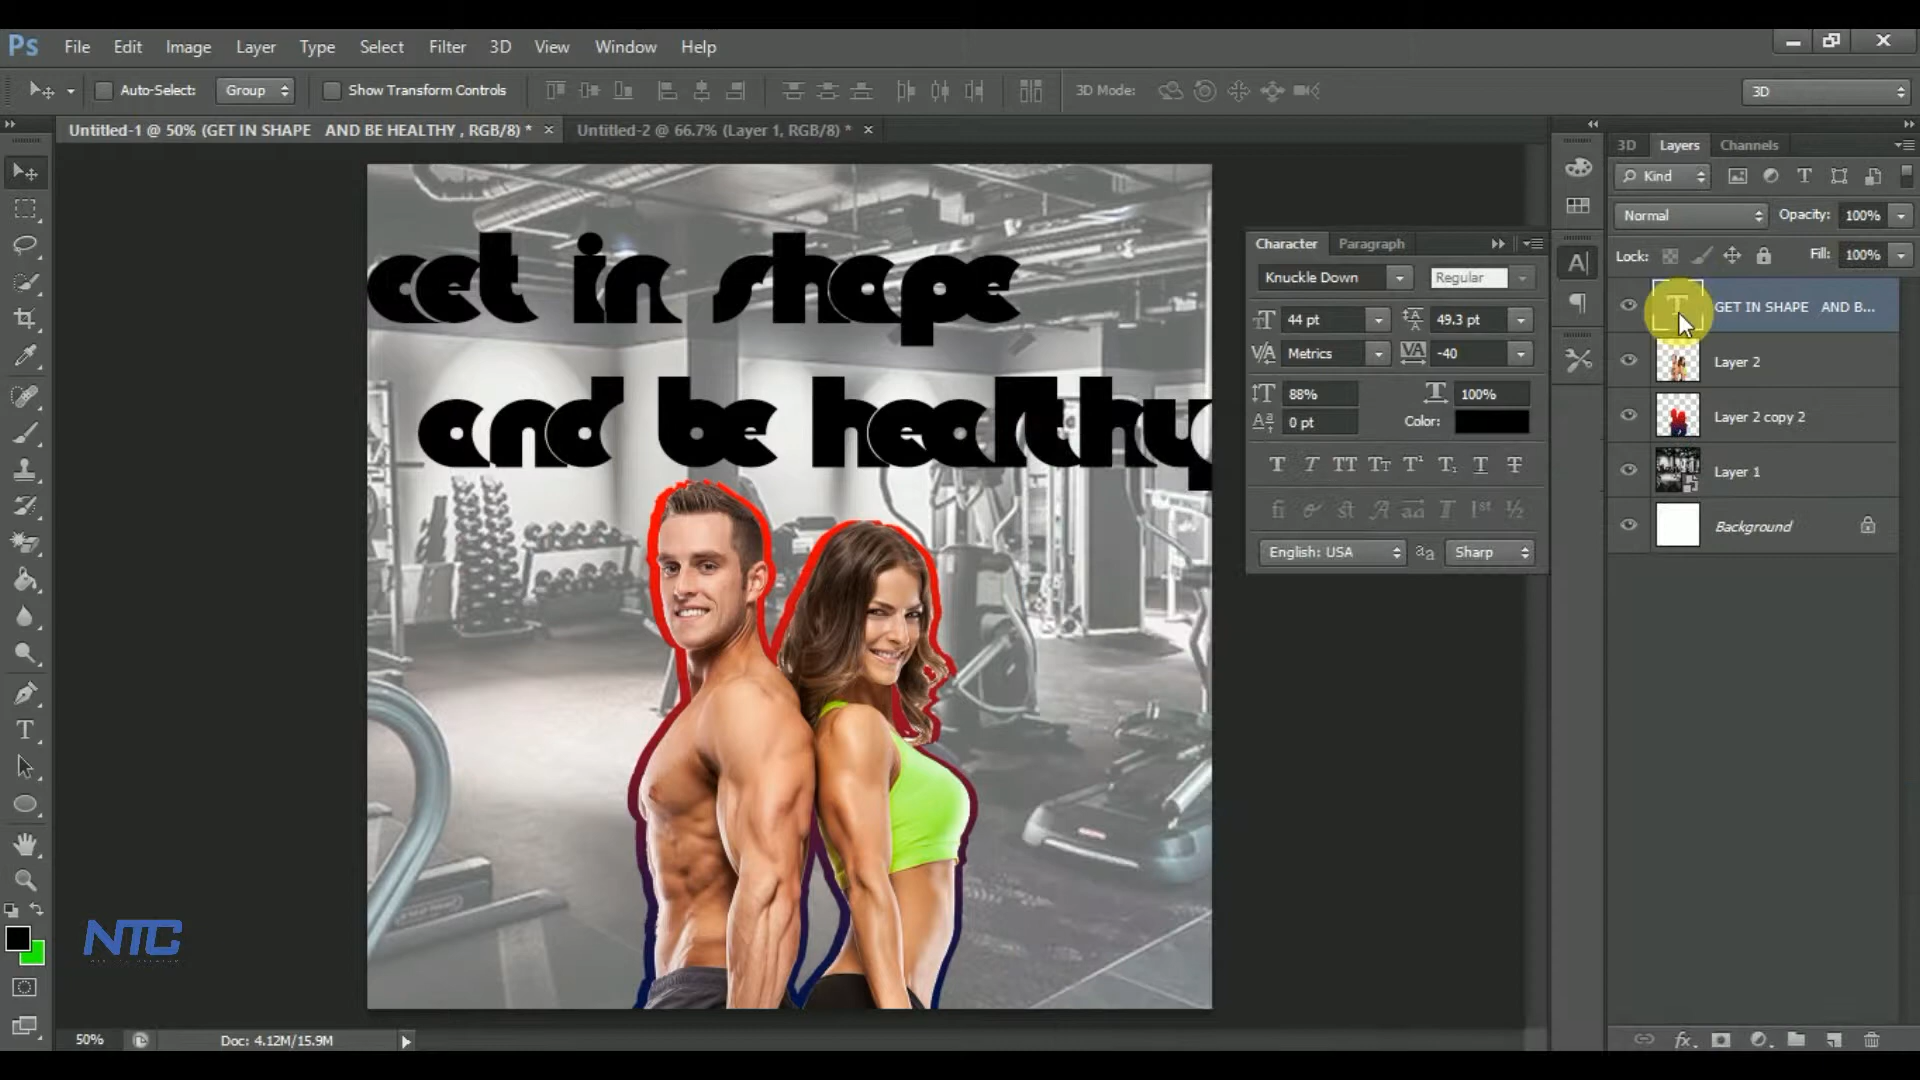 Ps File Edit Image Layer Type Select Filter 3D View Window Help
Auto-Select: Group Show Transform Controls 3D Mode: 3D
Untitled-1 @ 50% (GET IN SHAPE AND BE HEALTHY , RGB/8) * × Untitled-2 @ 66.7% (Layer 1, RGB/8) * ×
3D Layers Channels
Kind
Normal Opacity: 100%
Lock: Fill: 100%
GET IN SHAPE AND B...
Layer 2
Layer 2 copy 2
Layer 1
Background
Character Paragraph
Knuckle Down Regular
44 pt 49.3 pt
Metrics -40
88% 100%
0 pt Color:
English: USA Sharp
get in shape
and be healthy
NTC
50% Doc: 4.12M/15.9M